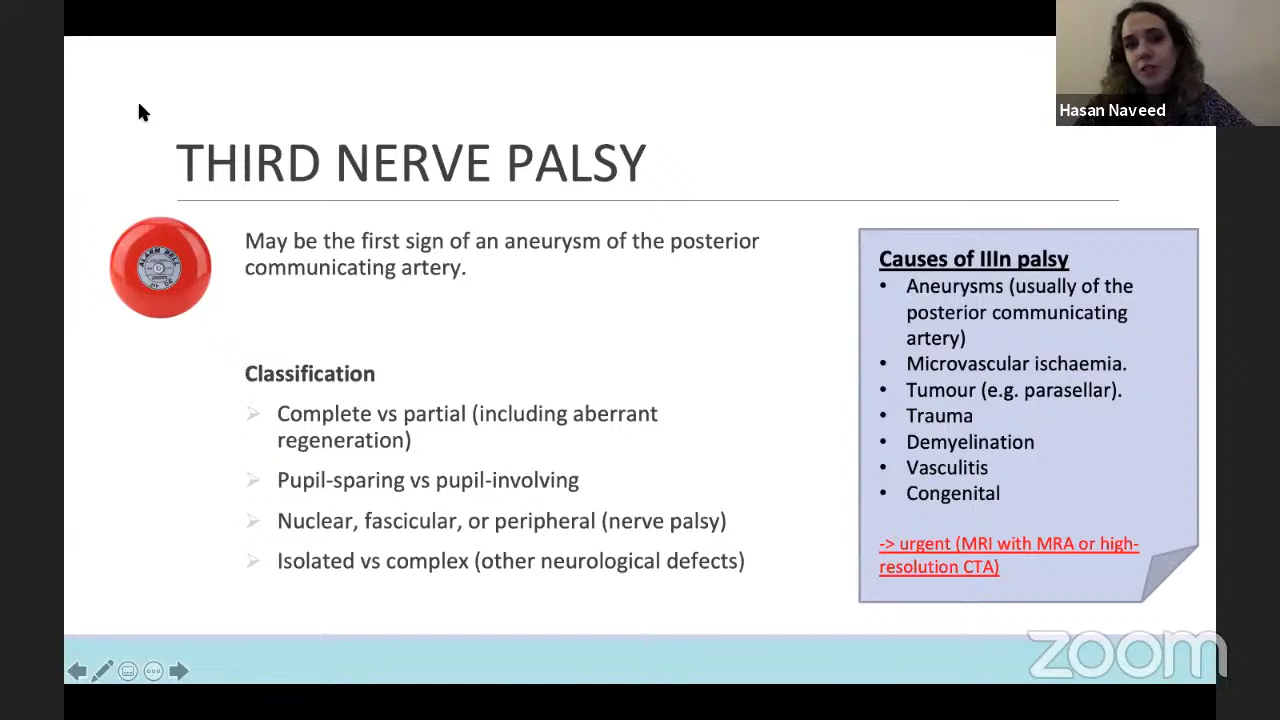 Hasan Naveed
THIRD NERVE PALSY
ALARM BELL
May be the first sign of an aneurysm of the posterior
communicating artery.
Classification
Complete vs partial (including aberrant
regeneration)
Pupil-sparing vs pupil-involving
Nuclear, fascicular, or peripheral (nerve palsy)
Isolated vs complex (other neurological defects)
Causes of IIIn palsy
• Aneurysms (usually of the
posterior communicating
artery)
• Microvascular ischaemia.
• Tumour (e.g. parasellar).
• Trauma
• Demyelination
• Vasculitis
• Congenital
-> urgent (MRI with MRA or high-
resolution CTA)
zoom